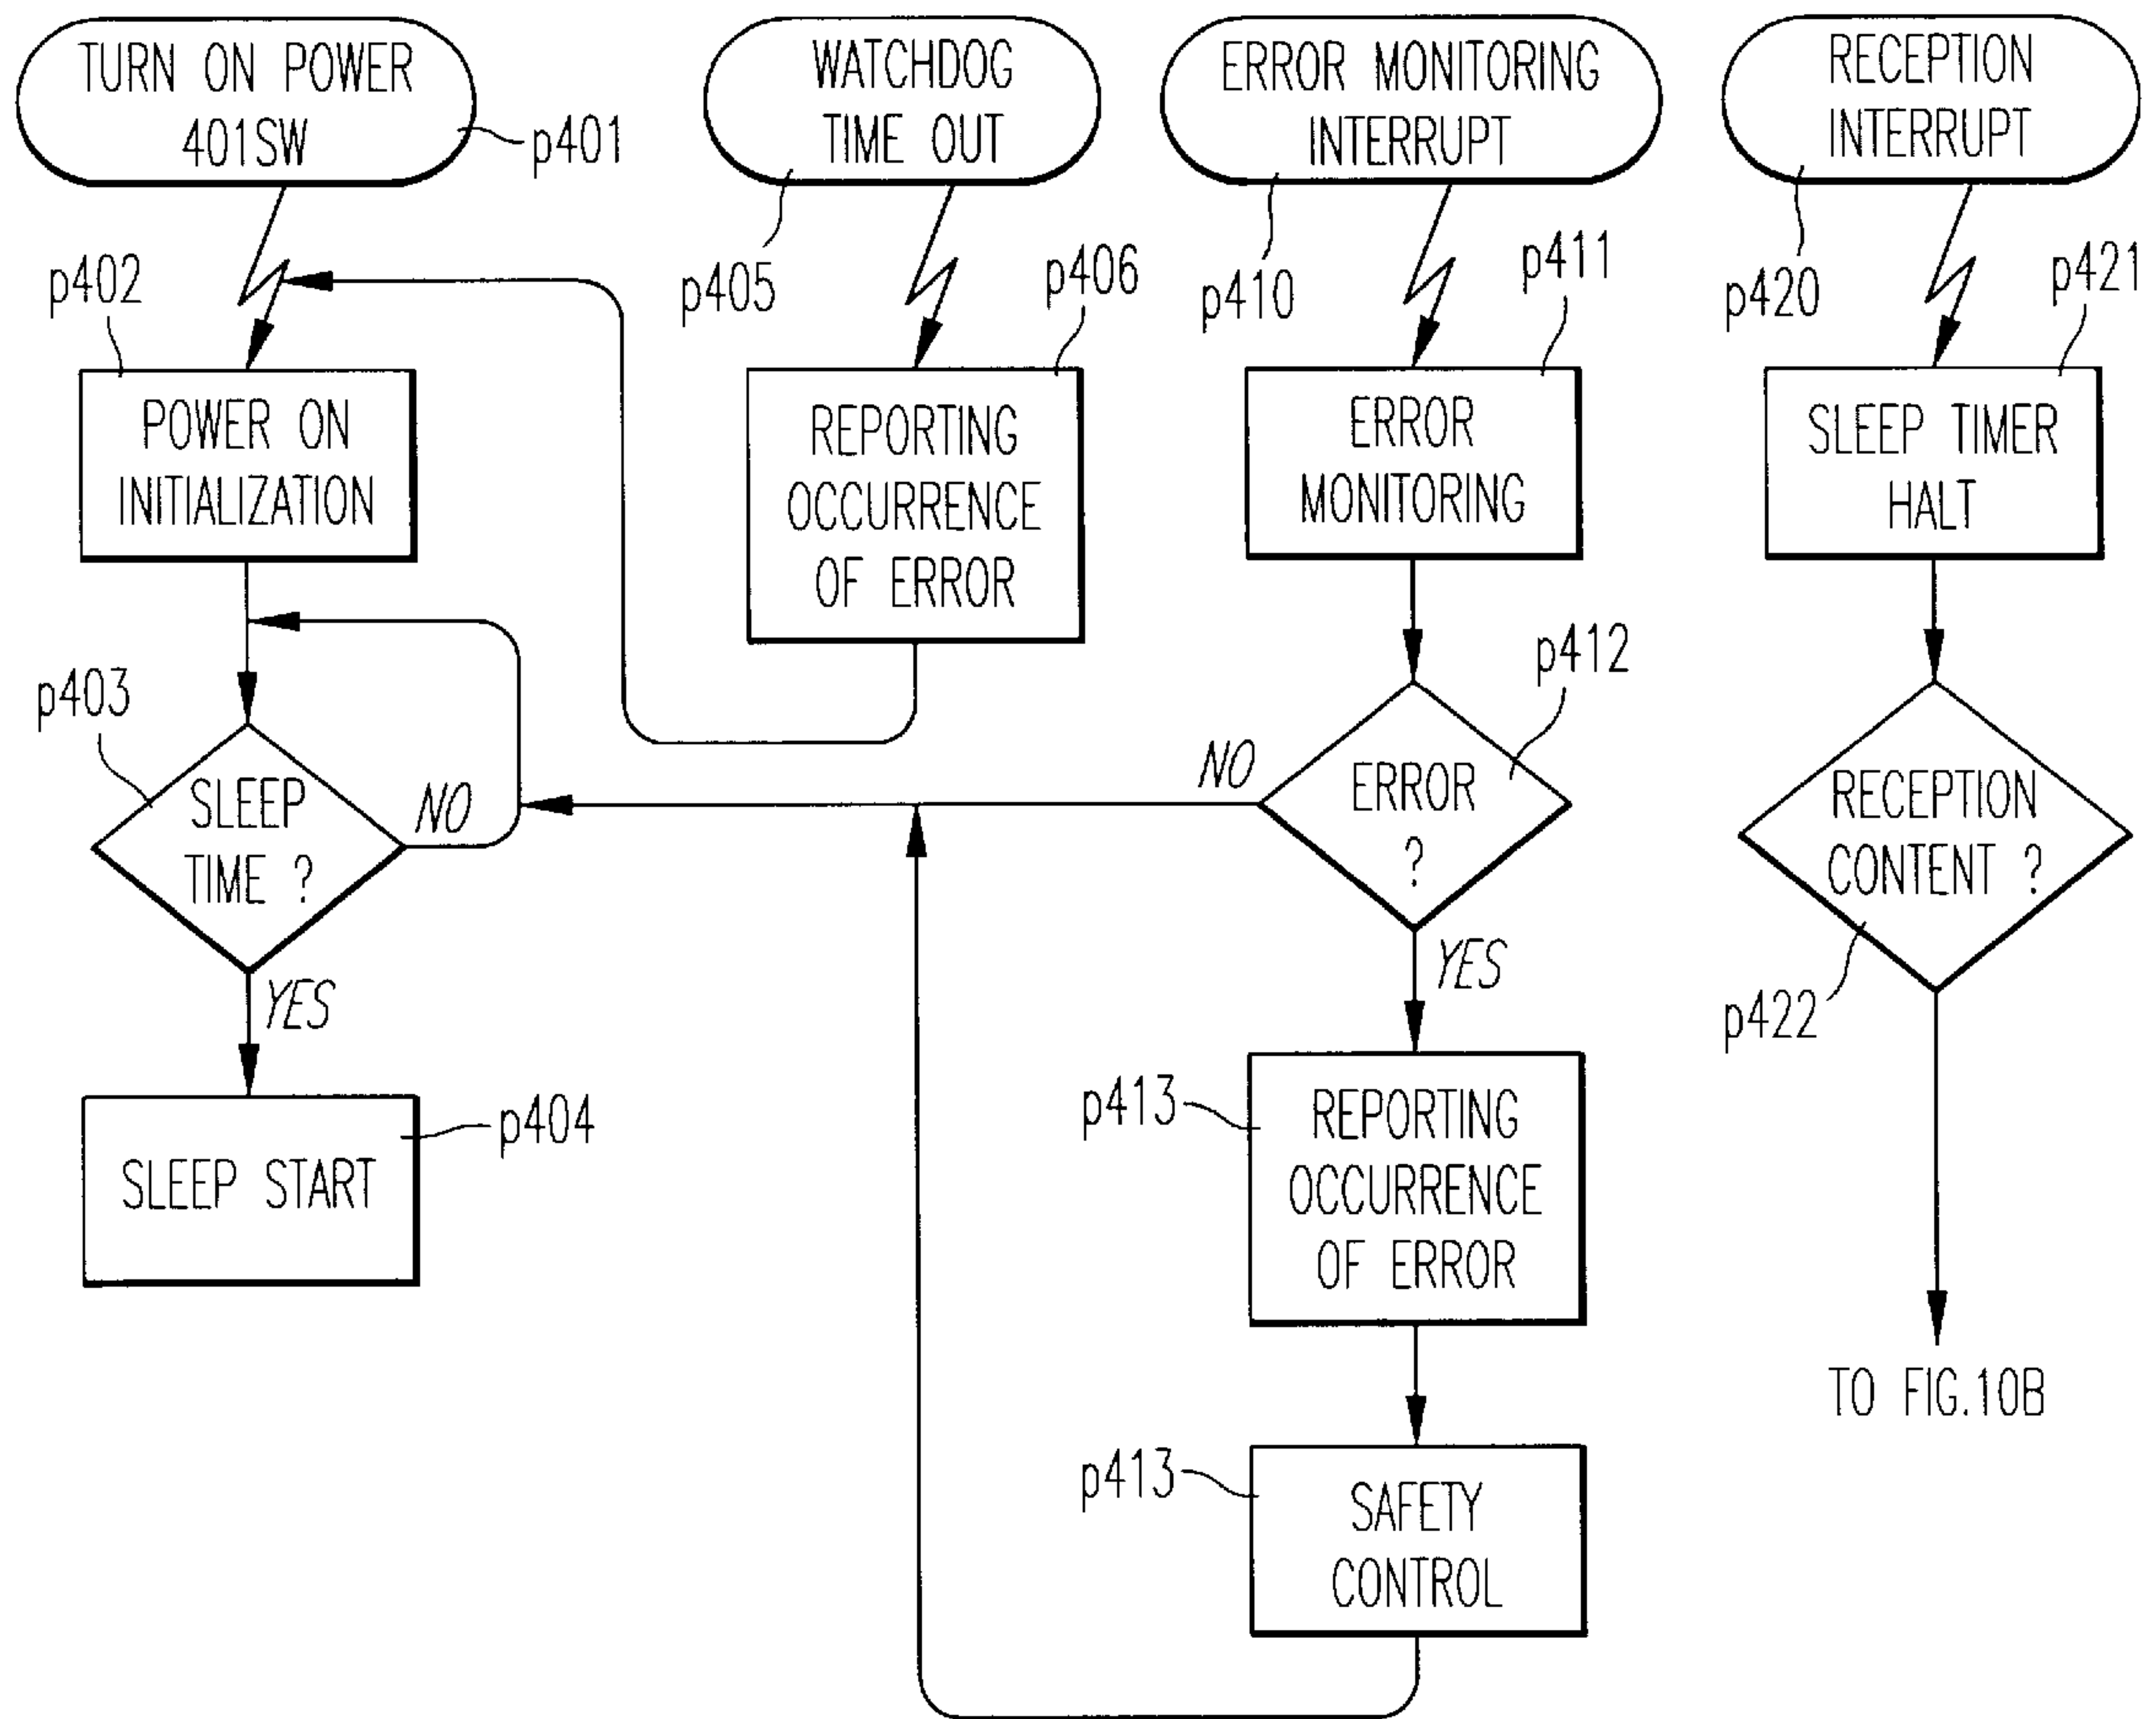 TURN ON POWER
401SW
p401
WATCHDOG
TIME OUT
p405
ERROR MONITORING
INTERRUPT
p410
RECEPTION
INTERRUPT
p420
p402
POWER ON
INITIALIZATION
p406
REPORTING
OCCURRENCE
OF ERROR
p411
ERROR
MONITORING
p421
SLEEP TIMER
HALT
p403
SLEEP
TIME ?
NO
YES
p412
ERROR
?
NO
YES
RECEPTION
CONTENT ?
p422
p404
SLEEP START
p413
REPORTING
OCCURRENCE
OF ERROR
TO FIG.10B
p413
SAFETY
CONTROL